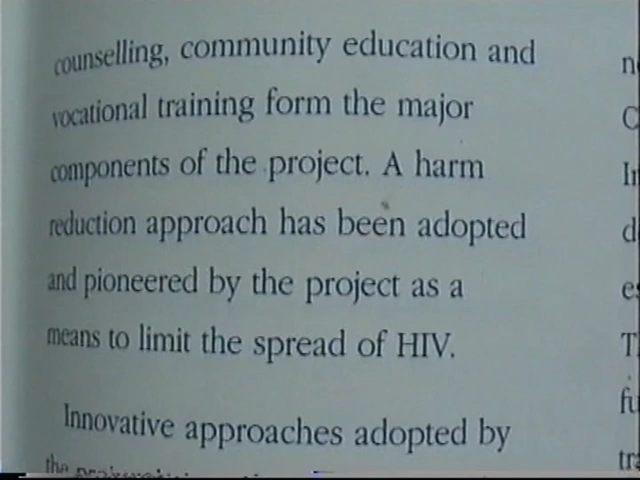 counselling, community education and
vocational training form the major
components of the project. A harm
reduction approach has been adopted
and pioneered by the project as a
means to limit the spread of HIV.
Innovative approaches adopted by
the